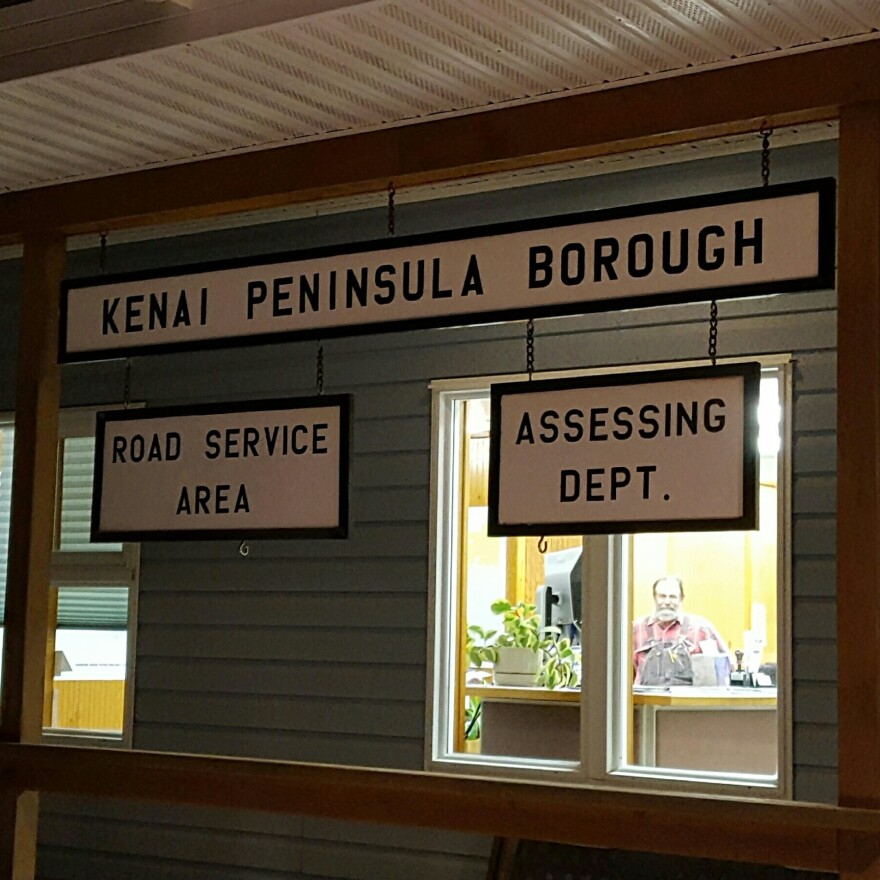 KENAI PENINSULA BOROUGH
ROAD SERVICE
AREA
ASSESSING
DEPT.